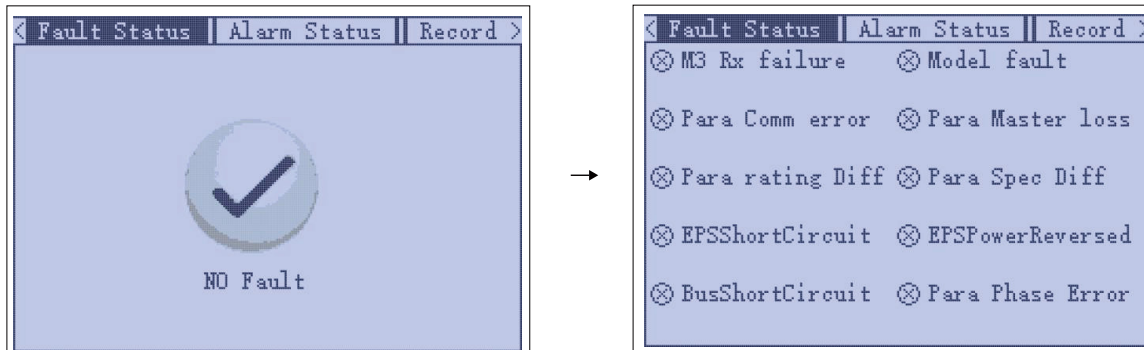 < Fault Status || Alarm Status || Record >
NO Fault
→
< Fault Status || Alarm Status || Record >
M3 Rx failure Model fault
Para Comm error Para Master loss
Para rating Diff Para Spec Diff
EPSShortCircuit EPSPowerReversed
BusShortCircuit Para Phase Error